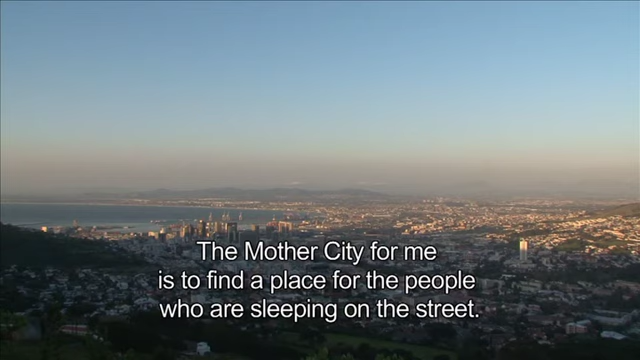 The Mother City for me
is to find a place for the people
who are sleeping on the street.